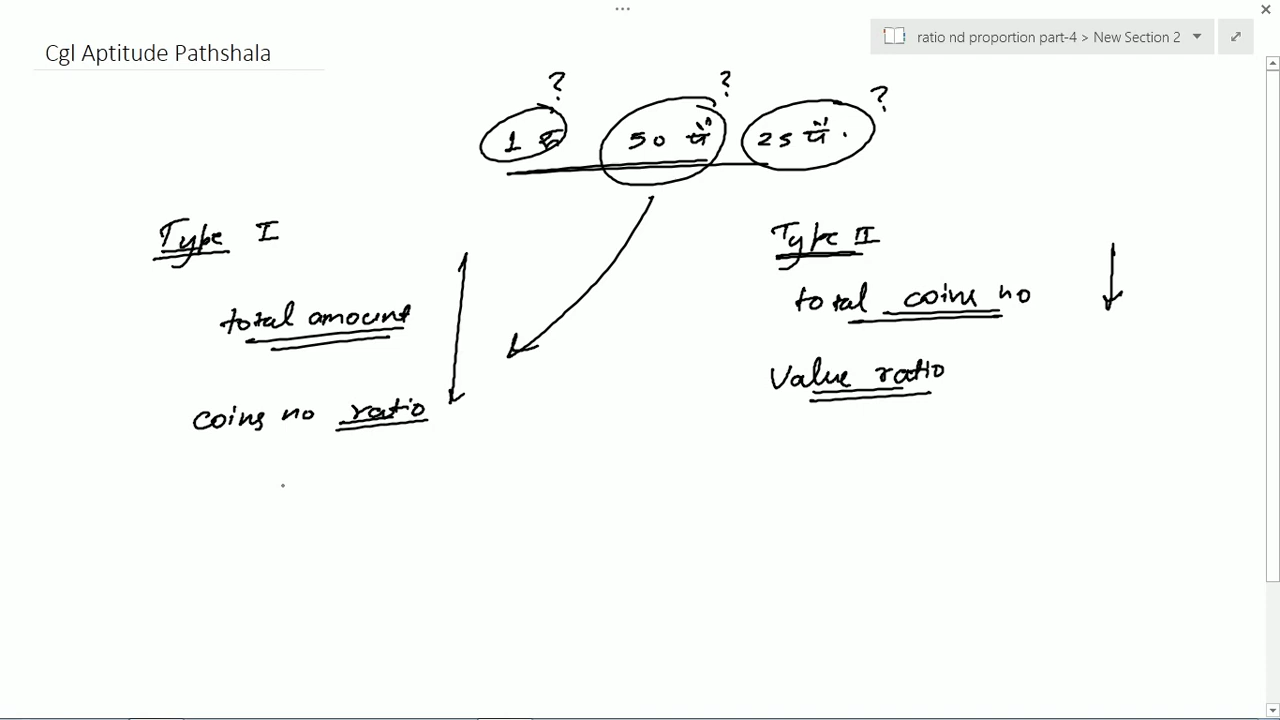 ...
Cgl Aptitude Pathshala
ratio nd proportion part-4 > New Section 2
? ? ?
1 रु 50 पै 25 पै.
Type I Type II
total amount total coins no
coins no ratio Value ratio